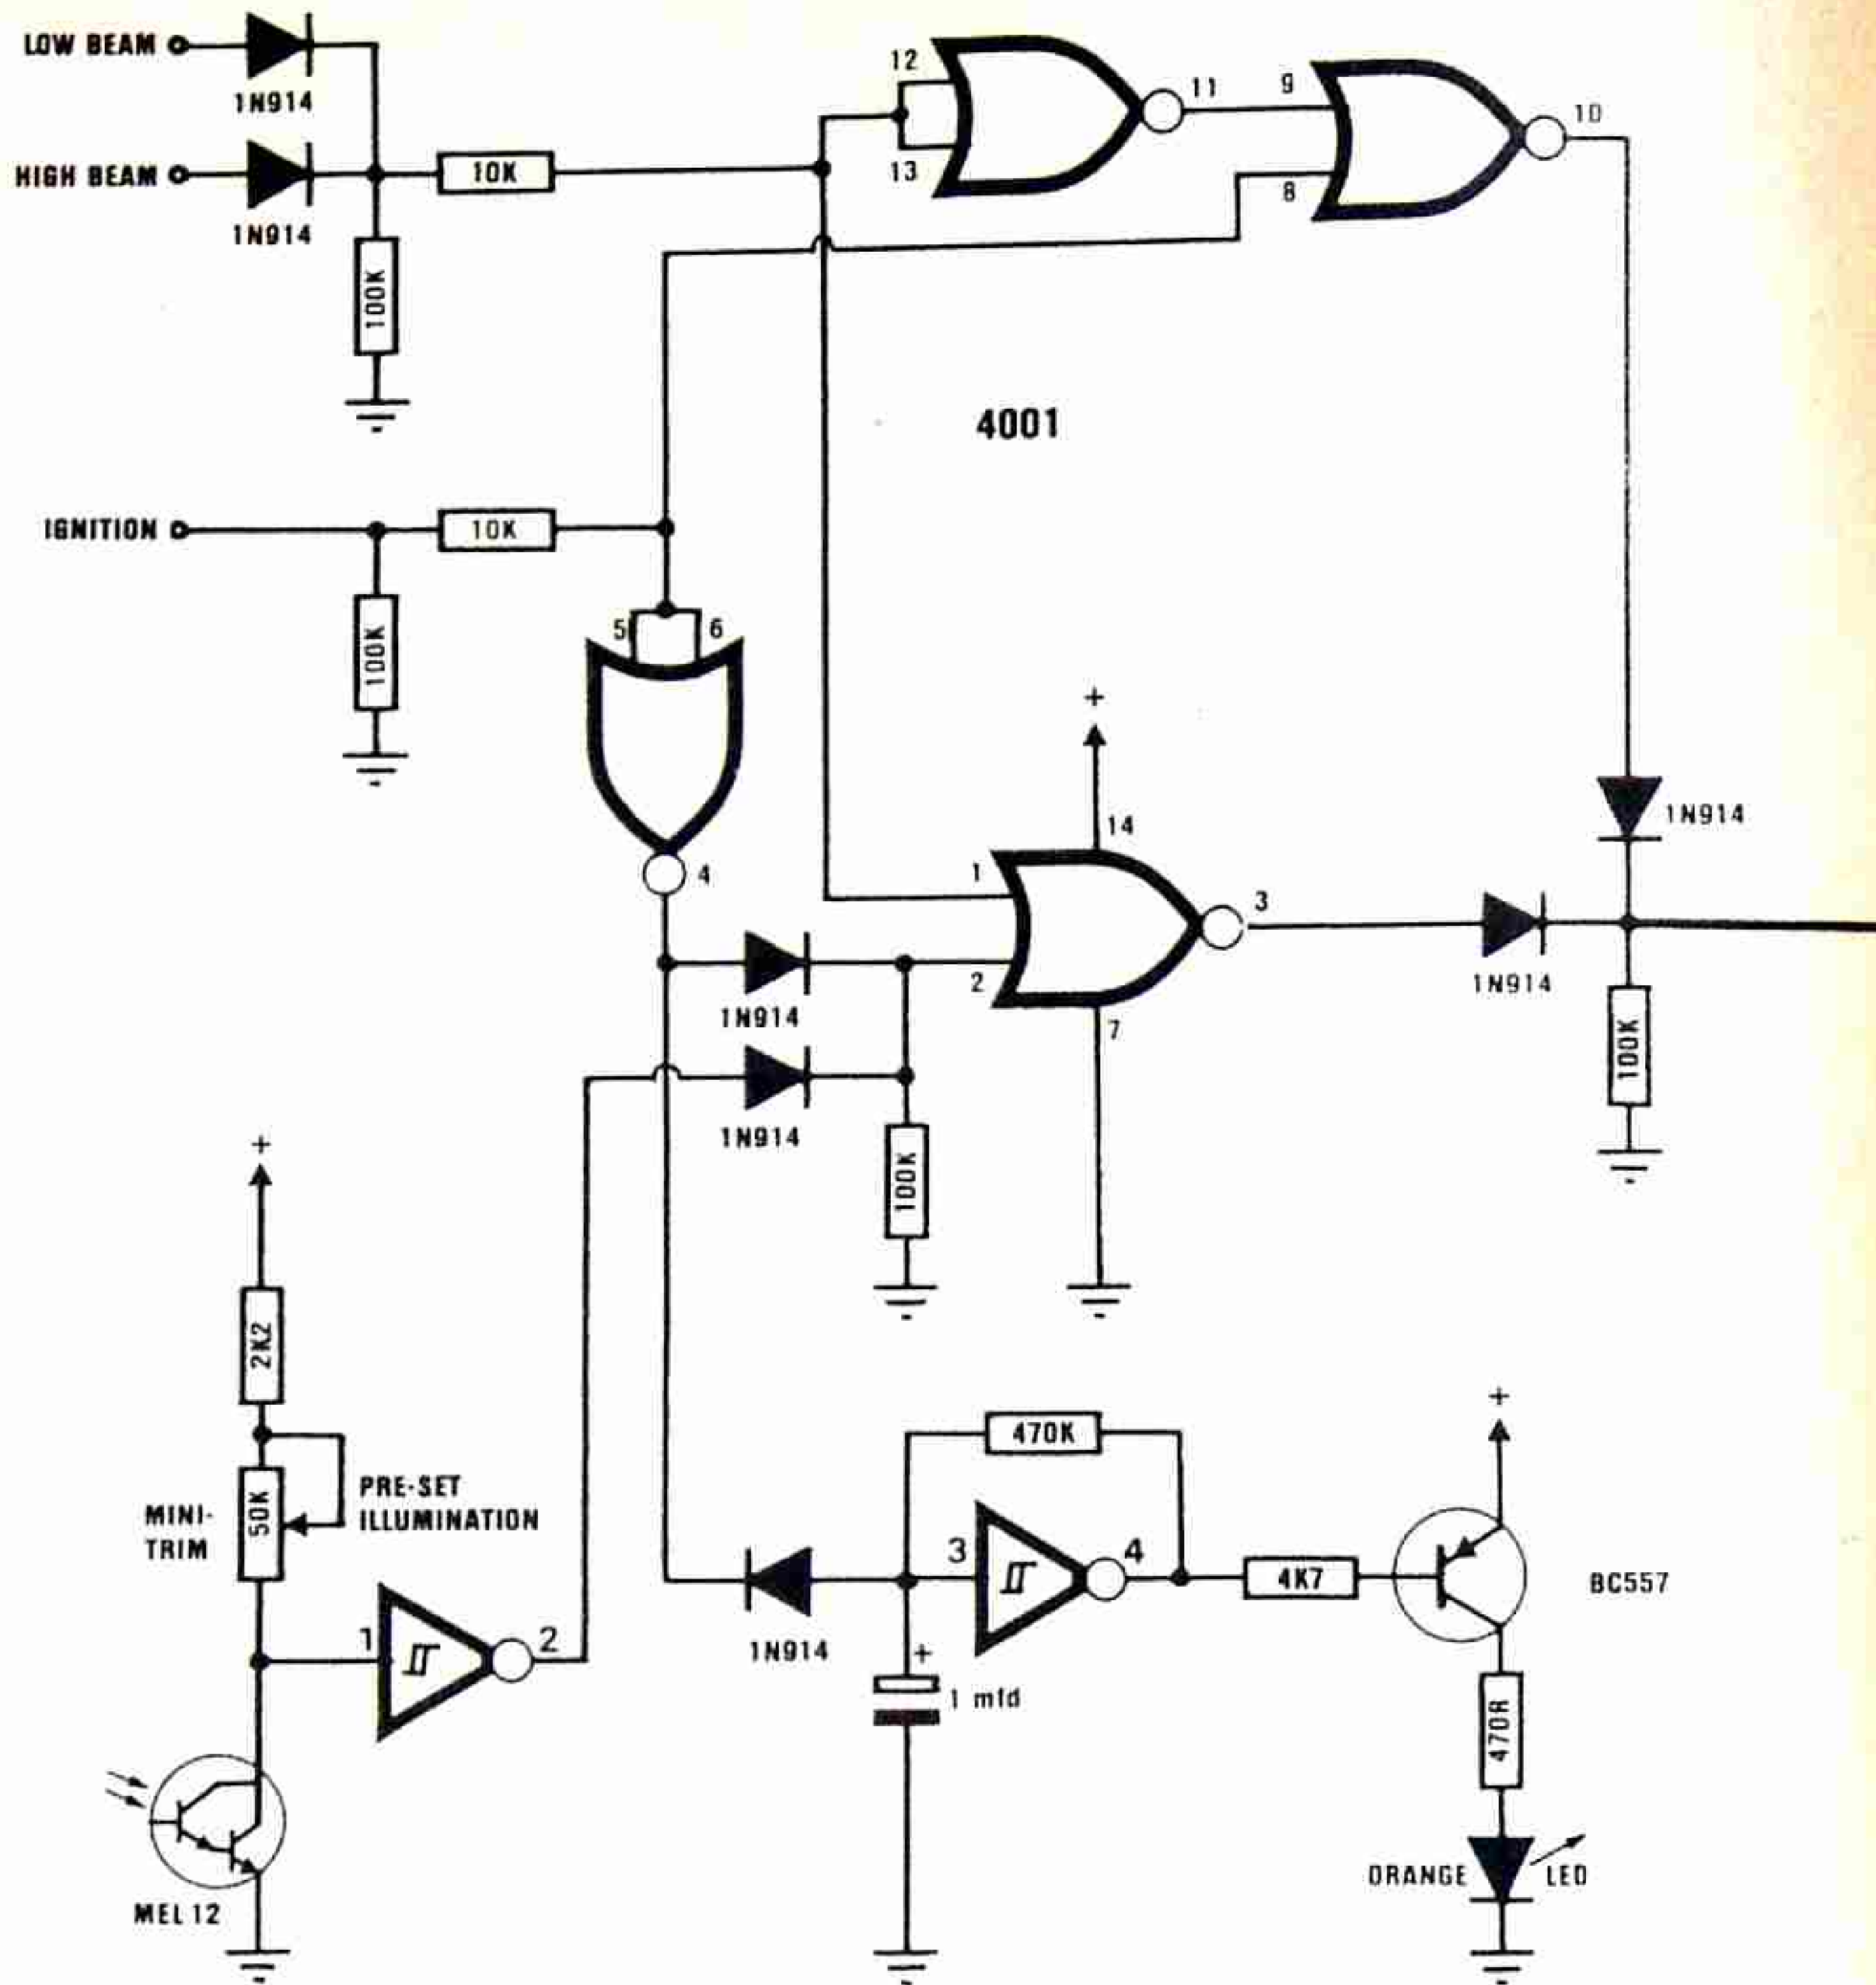 LOW BEAM
1N914
HIGH BEAM
1N914
10K
100K
12
13
11
9
8
10
4001
IGNITION
10K
100K
5
6
4
+
14
1
2
3
7
1N914
1N914
1N914
1N914
100K
100K
+
2K2
50K
MINI-
TRIM
PRE-SET
ILLUMINATION
1
2
MEL 12
470K
3
4
1N914
+
1 mfd
4K7
+
BC557
470R
ORANGE LED